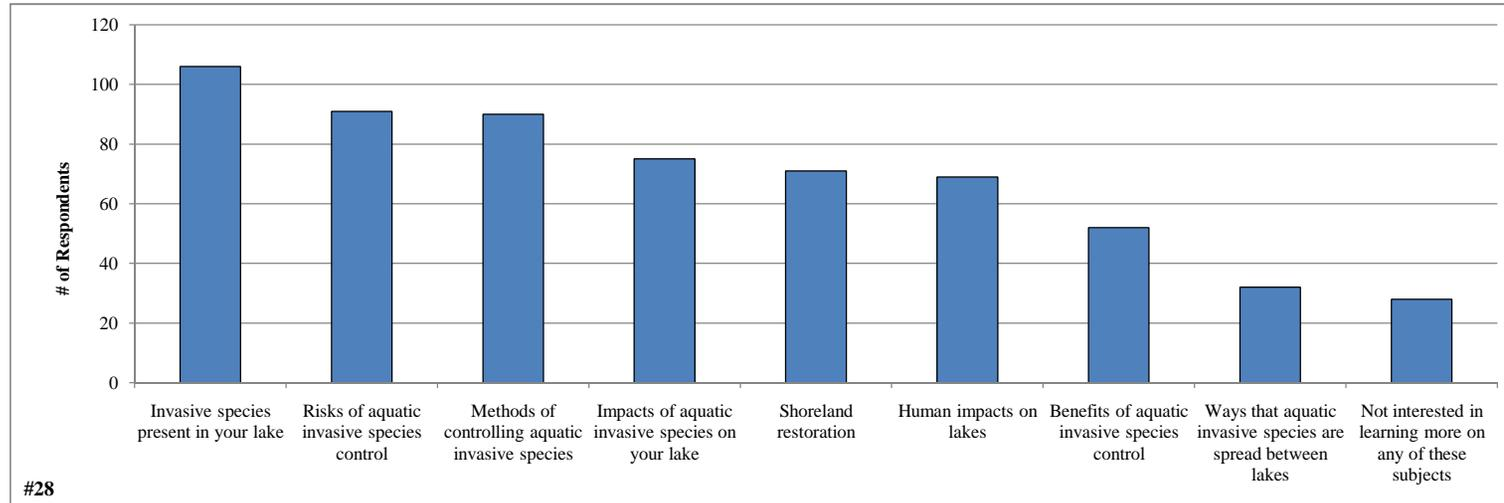 120
100
80
60
40
20
0
# of Respondents
Invasive species
present in your lake
Risks of aquatic
invasive species
control
Methods of
controlling aquatic
invasive species
Impacts of aquatic
invasive species on
your lake
Shoreland
restoration
Human impacts on
lakes
Benefits of aquatic
invasive species
control
Ways that aquatic
invasive species are
spread between
lakes
Not interested in
learning more on
any of these
subjects
#28